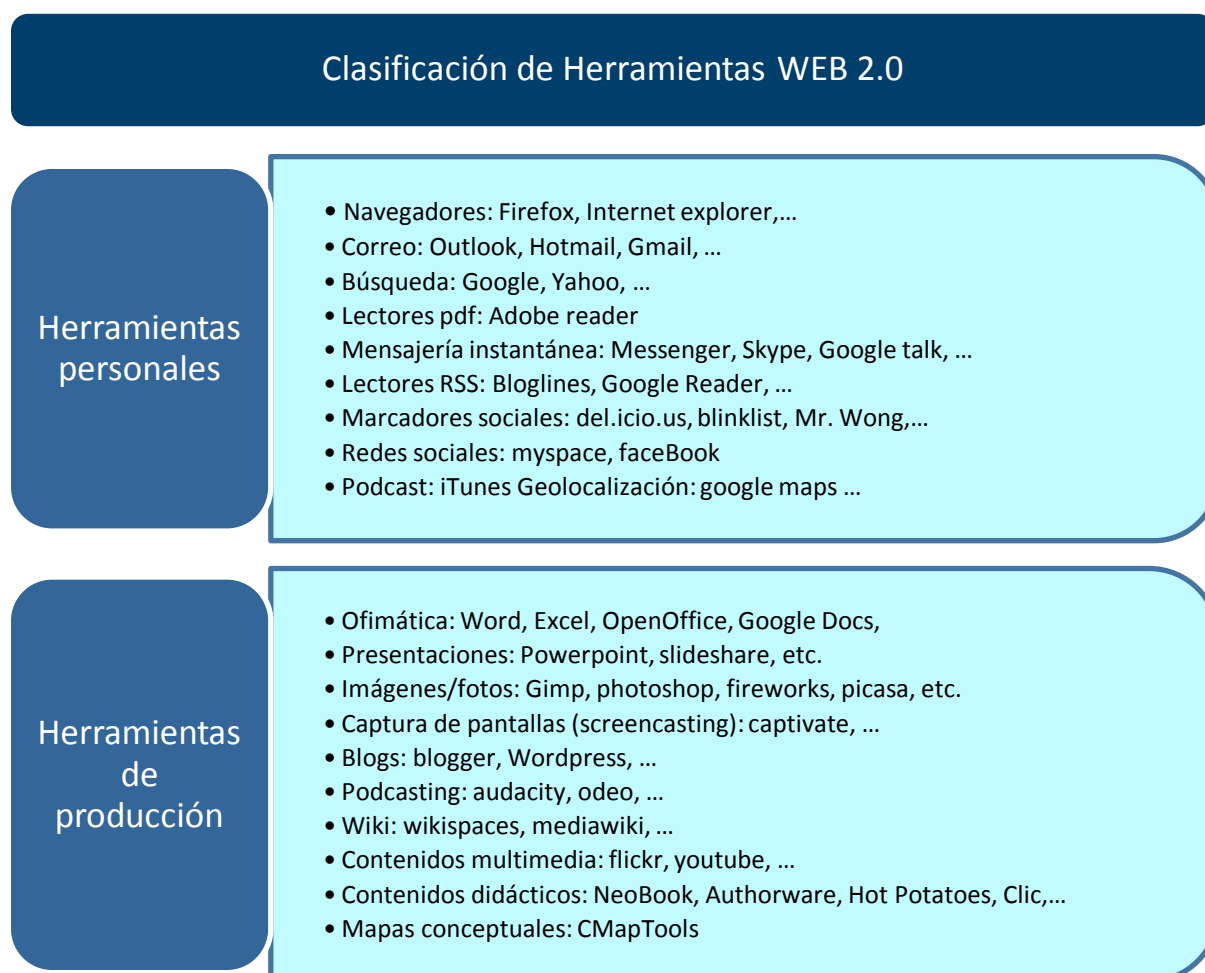 Clasificación de Herramientas WEB 2.0
Herramientas
personales
• Navegadores: Firefox, Internet explorer,…
• Correo: Outlook, Hotmail, Gmail, …
• Búsqueda: Google, Yahoo, …
• Lectores pdf: Adobe reader
• Mensajería instantánea: Messenger, Skype, Google talk, …
• Lectores RSS: Bloglines, Google Reader, …
• Marcadores sociales: del.icio.us, blinklist, Mr. Wong,…
• Redes sociales: myspace, faceBook
• Podcast: iTunes Geolocalización: google maps …
Herramientas
de
producción
• Ofimática: Word, Excel, OpenOffice, Google Docs,
• Presentaciones: Powerpoint, slideshare, etc.
• Imágenes/fotos: Gimp, photoshop, fireworks, picasa, etc.
• Captura de pantallas (screencasting): captivate, …
• Blogs: blogger, Wordpress, …
• Podcasting: audacity, odeo, …
• Wiki: wikispaces, mediawiki, …
• Contenidos multimedia: flickr, youtube, …
• Contenidos didácticos: NeoBook, Authorware, Hot Potatoes, Clic,…
• Mapas conceptuales: CMapTools